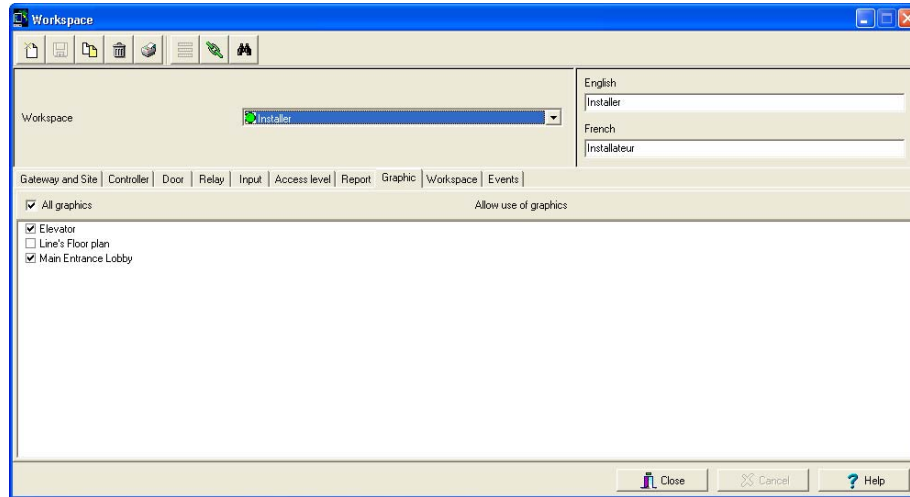 Workspace
English
Installer
Workspace
Installer
French
Installateur
Gateway and Site Controller Door Relay Input Access level Report Graphic Workspace Events
All graphics Allow use of graphics
Elevator
Line's Floor plan
Main Entrance Lobby
Close Cancel ? Help